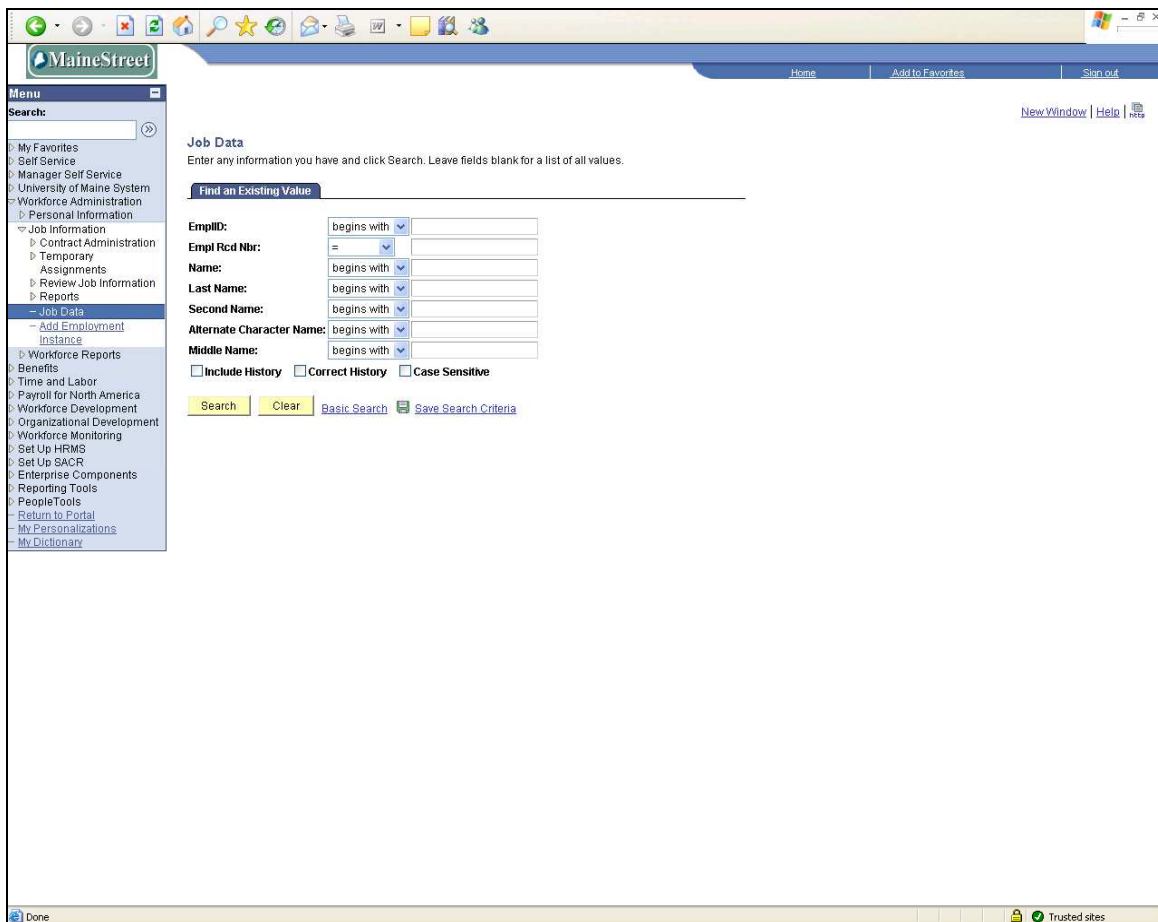 MaineStreet
Home
Add to Favorites
Sign out
Menu
Search:
My Favorites
Self Service
Manager Self Service
University of Maine System
Workforce Administration
Personal Information
Job Information
Contract Administration
Temporary
Assignments
Review Job Information
Reports
– Job Data
– Add Employment
Instance
Workforce Reports
Benefits
Time and Labor
Payroll for North America
Workforce Development
Organizational Development
Workforce Monitoring
Set Up HRMS
Set Up SACR
Enterprise Components
Reporting Tools
PeopleTools
– Return to Portal
– My Personalizations
– My Dictionary
New Window | Help | http
Job Data
Enter any information you have and click Search. Leave fields blank for a list of all values.
Find an Existing Value
EmplID: begins with
Empl Rcd Nbr: =
Name: begins with
Last Name: begins with
Second Name: begins with
Alternate Character Name: begins with
Middle Name: begins with
Include History Correct History Case Sensitive
Search Clear Basic Search Save Search Criteria
Done
Trusted sites